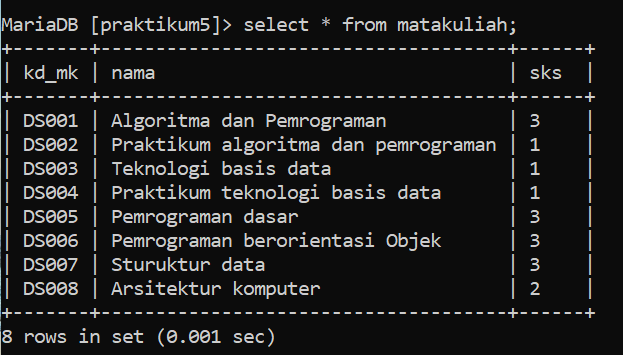 MariaDB [praktikum5]> select * from matakuliah;
+-------+------------------------------------+------+
| kd_mk | nama                               | sks  |
+-------+------------------------------------+------+
| DS001 | Algoritma dan Pemrograman          | 3    |
| DS002 | Praktikum algoritma dan pemrograman | 1    |
| DS003 | Teknologi basis data               | 1    |
| DS004 | Praktikum teknologi basis data     | 1    |
| DS005 | Pemrograman dasar                  | 3    |
| DS006 | Pemrograman berorientasi Objek     | 3    |
| DS007 | Sturuktur data                     | 3    |
| DS008 | Arsitektur komputer                | 2    |
+-------+------------------------------------+------+
8 rows in set (0.001 sec)